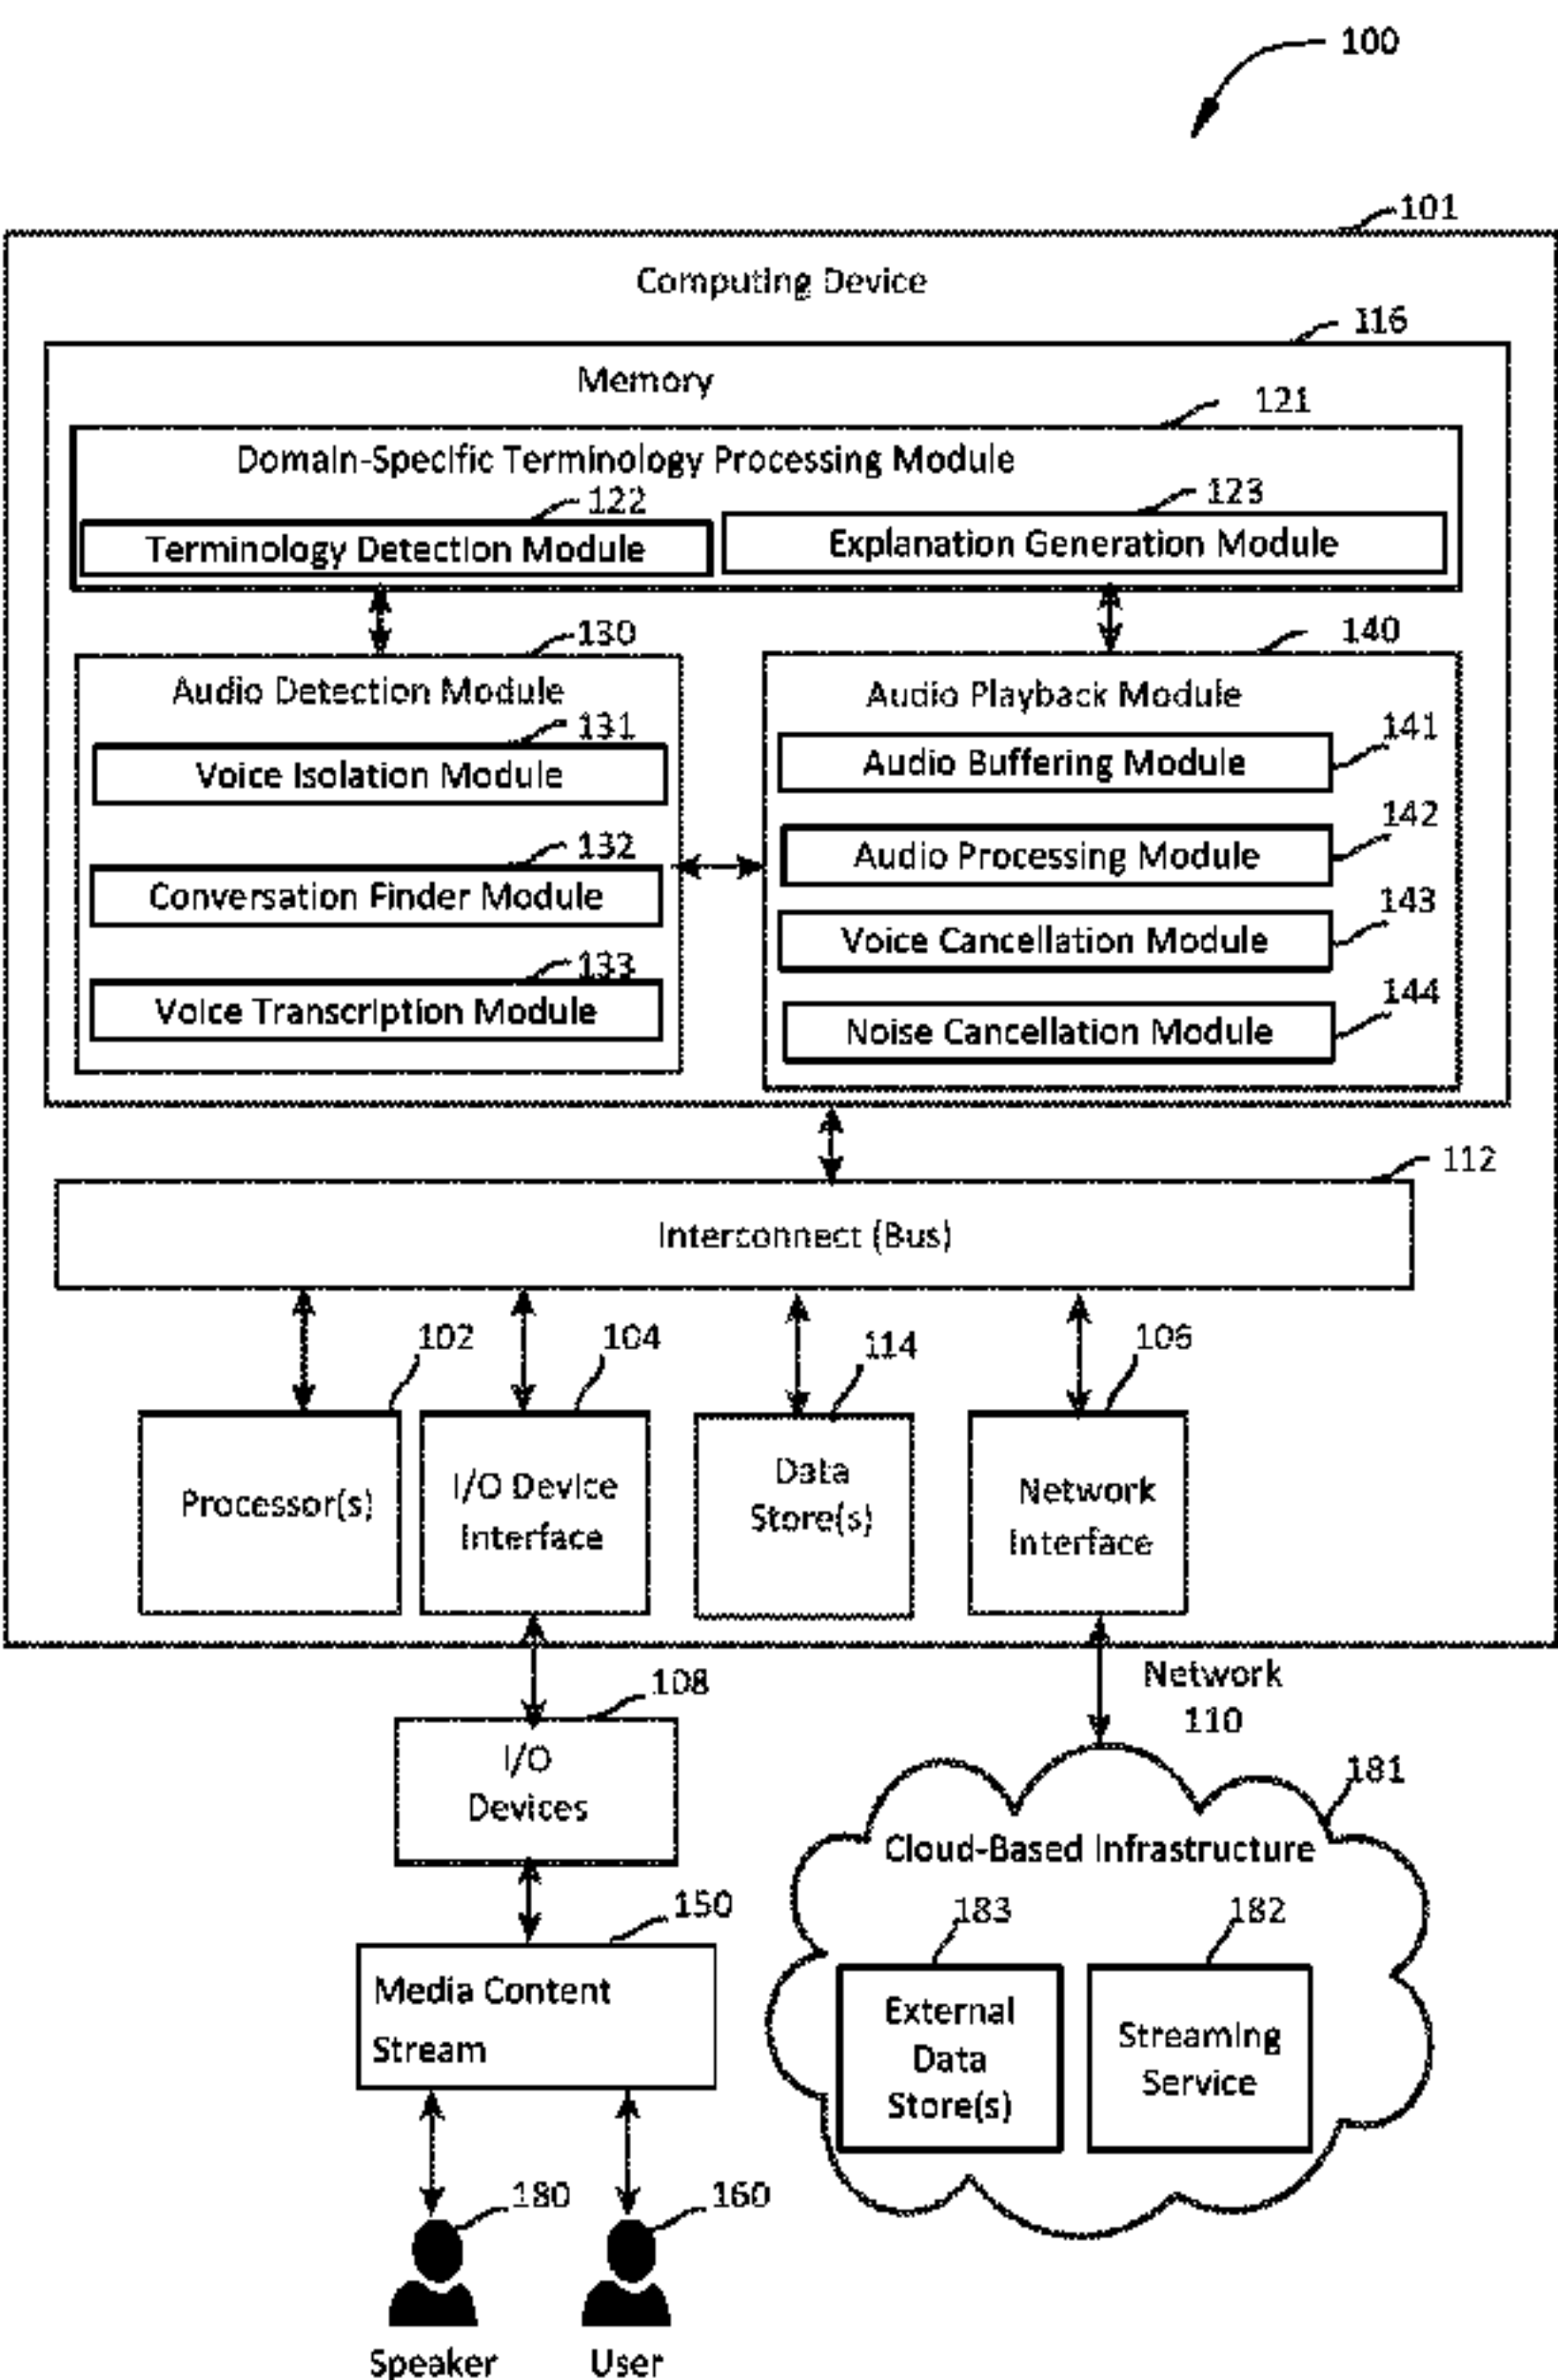 100
101
Computing Device
116
Memory
121
Domain-Specific Terminology Processing Module
122
123
Terminology Detection Module
Explanation Generation Module
130
140
Audio Detection Module
Audio Playback Module
131
141
Voice Isolation Module
Audio Buffering Module
132
142
Conversation Finder Module
Audio Processing Module
143
Voice Cancellation Module
133
144
Voice Transcription Module
Noise Cancellation Module
112
Interconnect (Bus)
102
104
114
106
Processor(s)
I/O Device
Interface
Data
Store(s)
Network
Interface
108
Network
110
I/O
Devices
181
Cloud-Based Infrastructure
150
183
182
Media Content
Stream
External
Data
Store(s)
Streaming
Service
180
160
Speaker
User